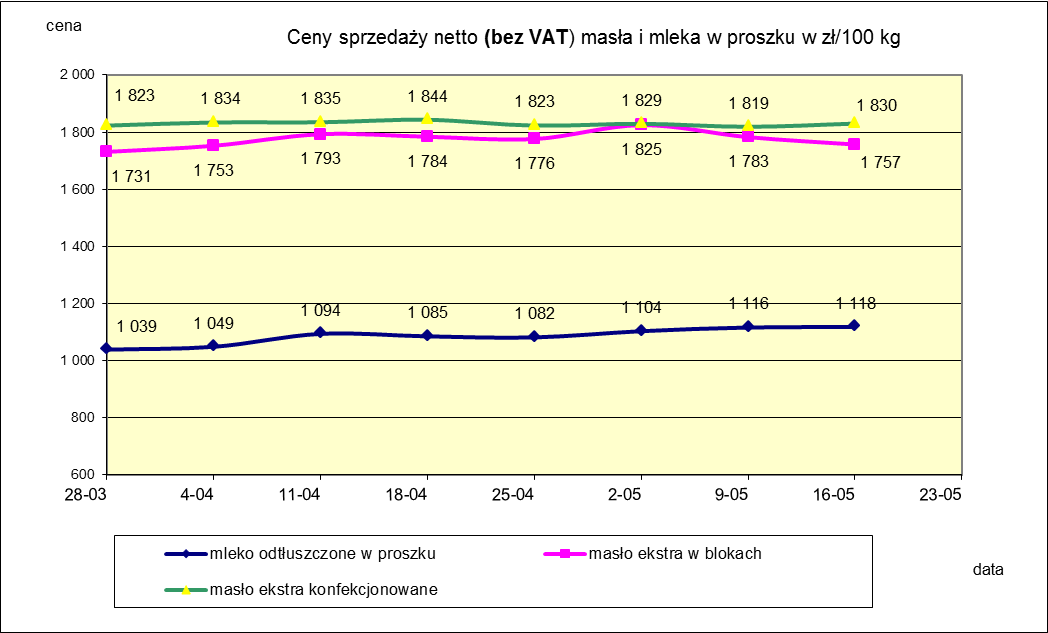 cena
Ceny sprzedaży netto (bez VAT) masła i mleka w proszku w zł/100 kg
2 000
1 823 1 834 1 835 1 844 1 823 1 829 1 819 1 830
1 800
1 731 1 753 1 793 1 784 1 776 1 825 1 783 1 757
1 600
1 400
1 200
1 039 1 049 1 094 1 085 1 082 1 104 1 116 1 118
1 000
800
600
28-03 4-04 11-04 18-04 25-04 2-05 9-05 16-05 23-05
mleko odtłuszczone w proszku masło ekstra w blokach
masło ekstra konfekcjonowane
data